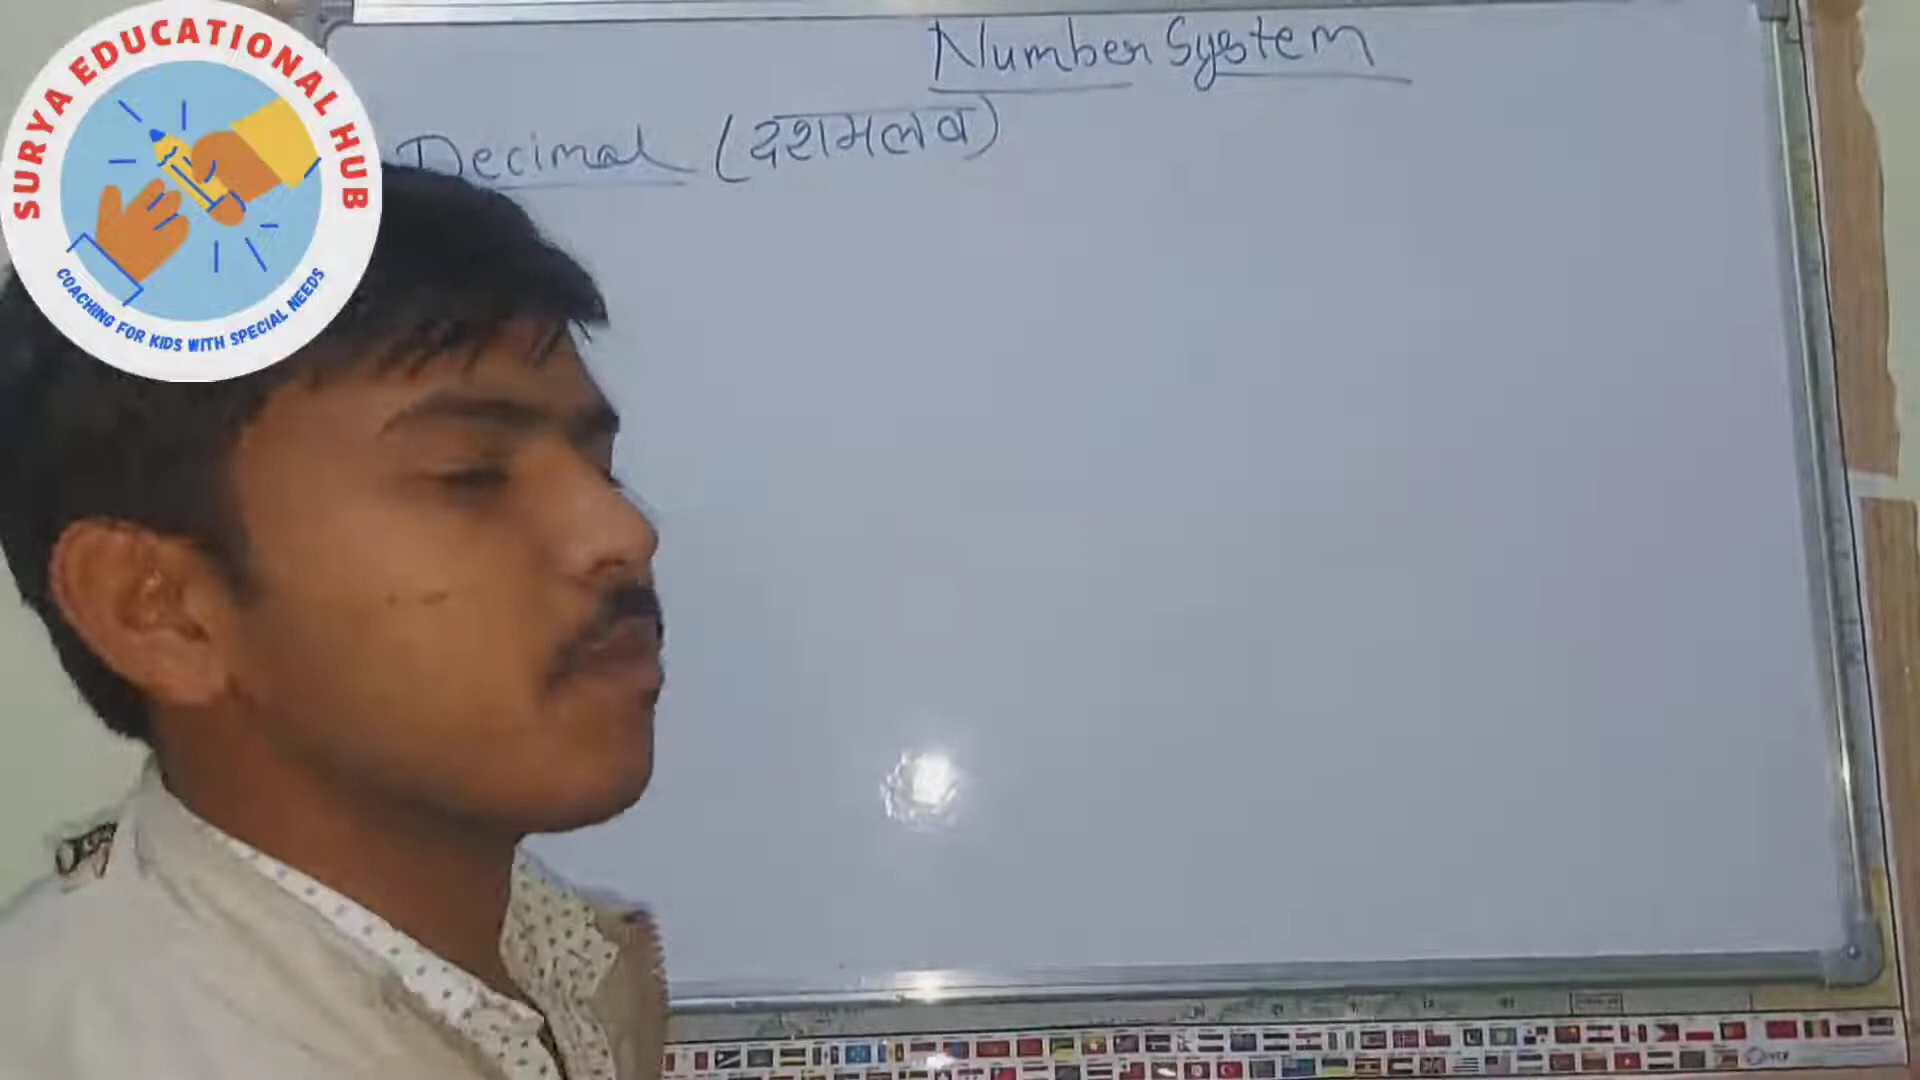 SURYA EDUCATIONAL HUB
COACHING FOR KIDS WITH SPECIAL NEEDS
Number System
Decimal (दशमलव)